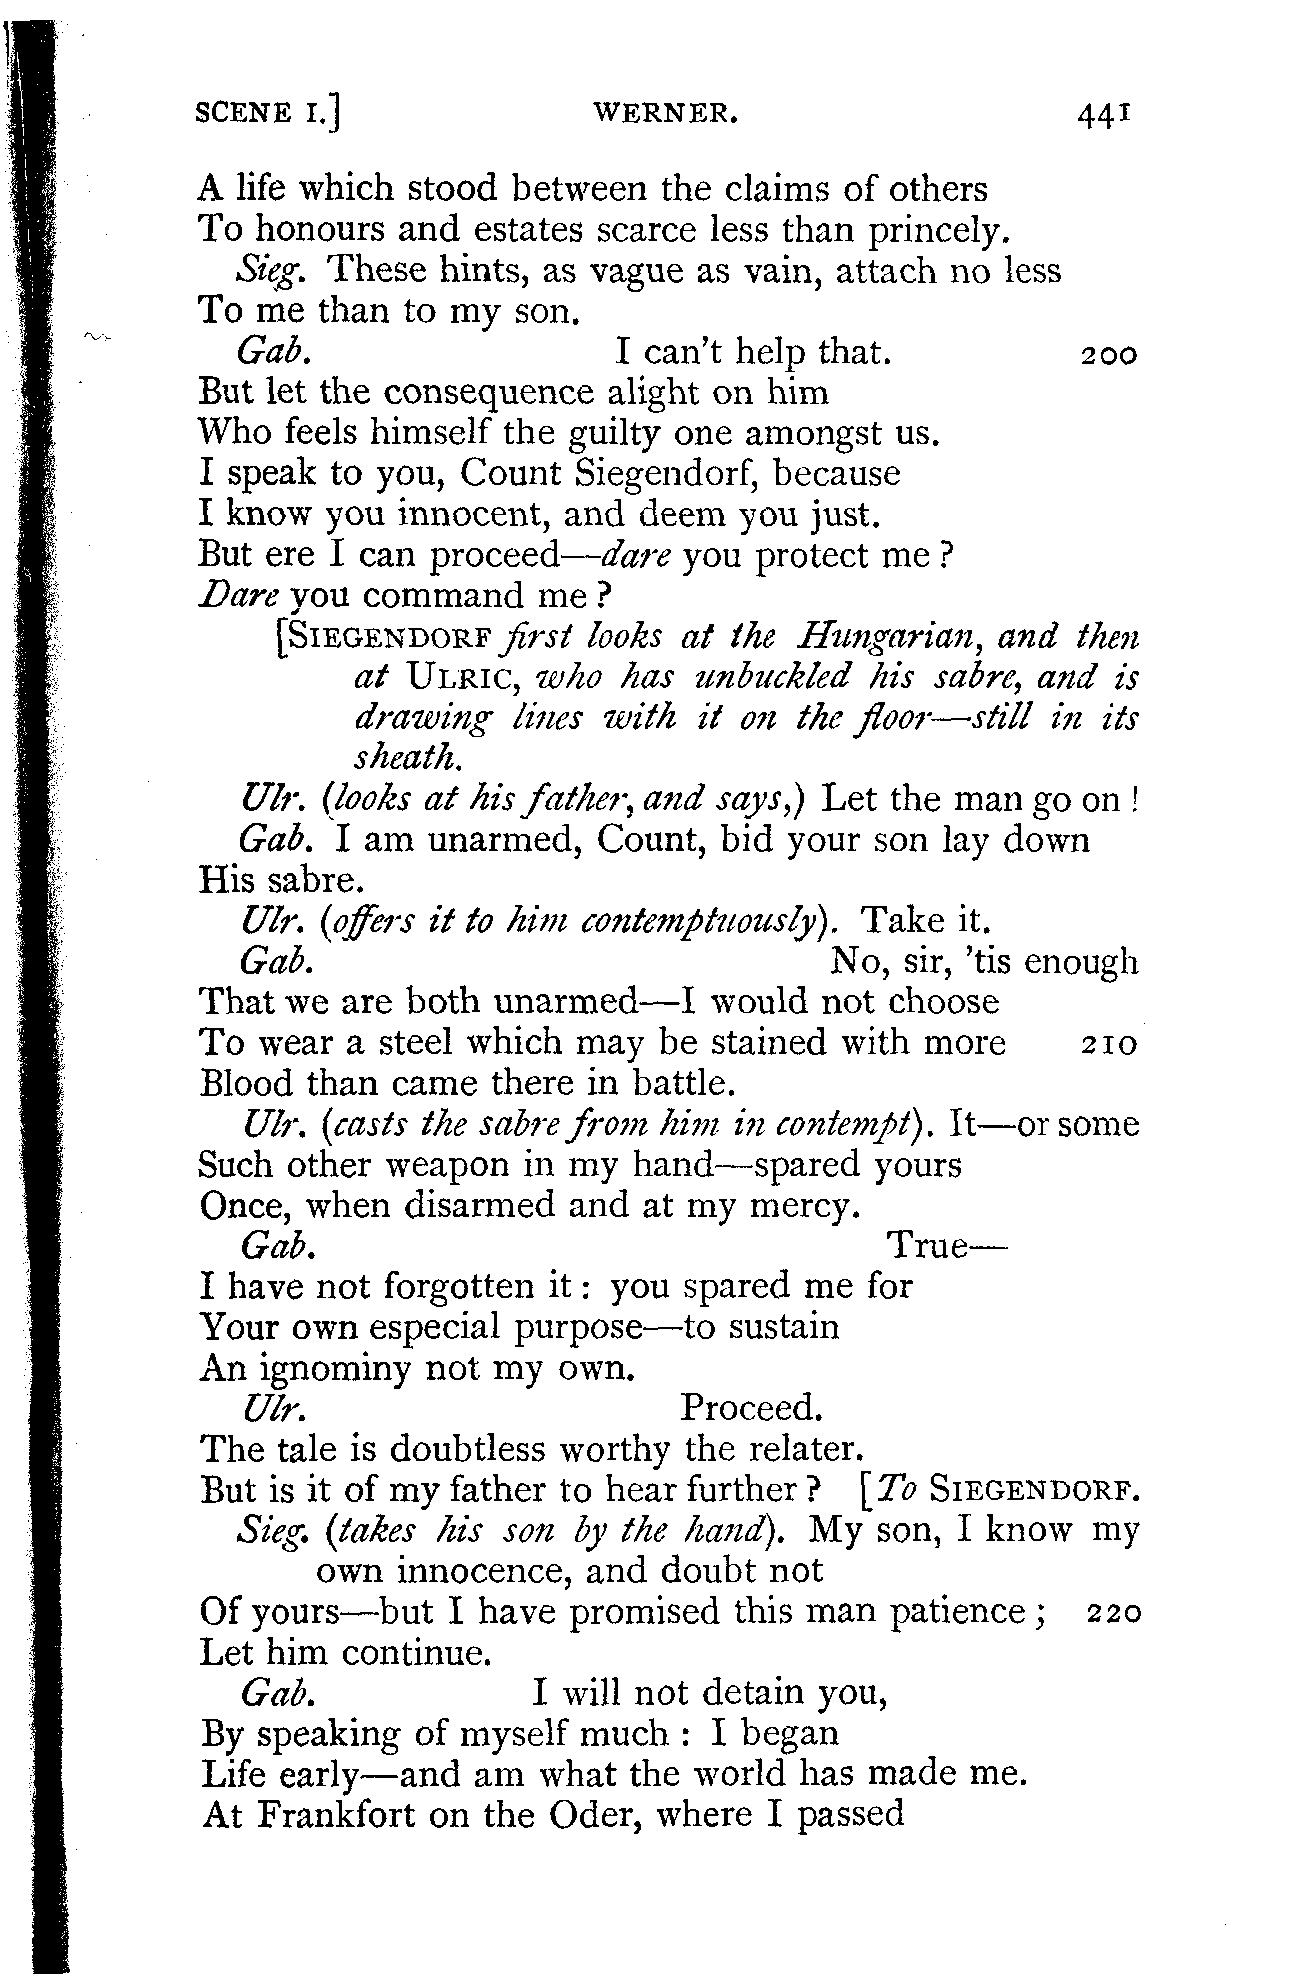 SCENE I.] WERNER. 441
A life which stood between the claims of others
To honours and estates scarce less than princely.
Sieg. These hints, as vague as vain, attach no less
To me than to my son.
Gab. I can't help that. 200
But let the consequence alight on him
Who feels himself the guilty one amongst us.
I speak to you, Count Siegendorf, because
I know you innocent, and deem you just.
But ere I can proceed—dare you protect me?
Dare you command me?
[SIEGENDORF first looks at the Hungarian, and then
at ULRIC, who has unbuckled his sabre, and is
drawing lines with it on the floor—still in its
sheath.
Ulr. (looks at his father, and says,) Let the man go on!
Gab. I am unarmed, Count, bid your son lay down
His sabre.
Ulr. (offers it to him contemptuously). Take it.
Gab. No, sir, 'tis enough
That we are both unarmed—I would not choose
To wear a steel which may be stained with more 210
Blood than came there in battle.
Ulr. (casts the sabre from him in contempt). It—or some
Such other weapon in my hand—spared yours
Once, when disarmed and at my mercy.
Gab. True—
I have not forgotten it: you spared me for
Your own especial purpose—to sustain
An ignominy not my own.
Ulr. Proceed.
The tale is doubtless worthy the relater.
But is it of my father to hear further? [To SIEGENDORF.
Sieg. (takes his son by the hand). My son, I know my
own innocence, and doubt not
Of yours—but I have promised this man patience; 220
Let him continue.
Gab. I will not detain you,
By speaking of myself much: I began
Life early—and am what the world has made me.
At Frankfort on the Oder, where I passed